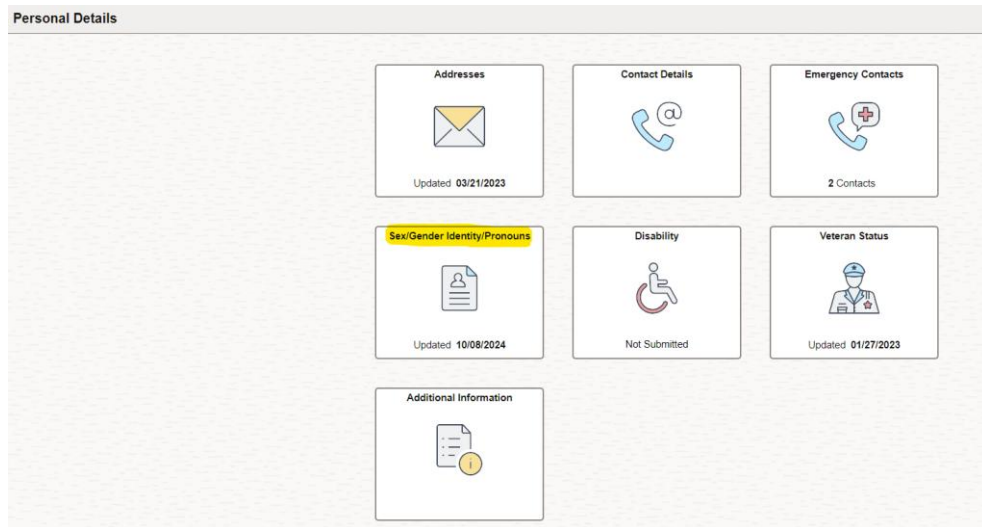 Personal Details
Addresses
Updated 03/21/2023
Contact Details
@
Emergency Contacts
2 Contacts
Sex/Gender Identity/Pronouns
Updated 10/08/2024
Disability
Not Submitted
Veteran Status
Updated 01/27/2023
Additional Information
i